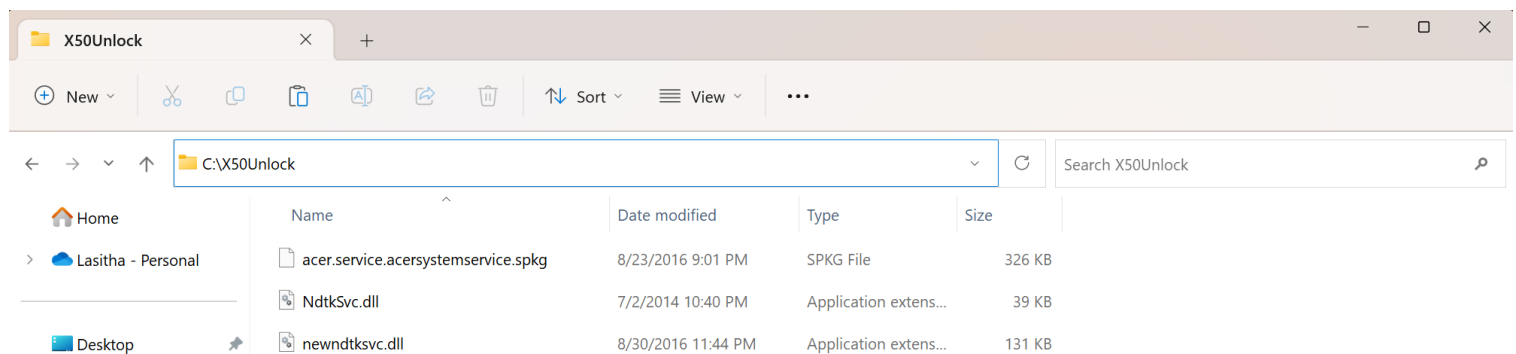 X50Unlock
New Sort View
C:\X50Unlock Search X50Unlock
Home Name Date modified Type Size
Lasitha - Personal acer.service.acersystemservice.spkg 8/23/2016 9:01 PM SPKG File 326 KB
NdtkSvc.dll 7/2/2014 10:40 PM Application extens... 39 KB
Desktop newndtksvc.dll 8/30/2016 11:44 PM Application extens... 131 KB